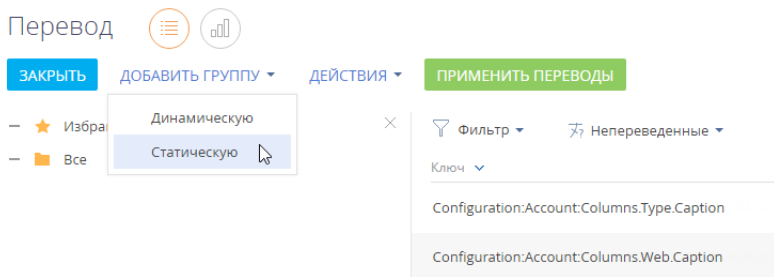 Перевод
ЗАКРЫТЬ ДОБАВИТЬ ГРУППУ ДЕЙСТВИЯ ПРИМЕНИТЬ ПЕРЕВОДЫ
Динамическую
Статическую
Избра
Все
Фильтр Непереведенные
Ключ
Configuration:Account:Columns.Type.Caption
Configuration:Account:Columns.Web.Caption